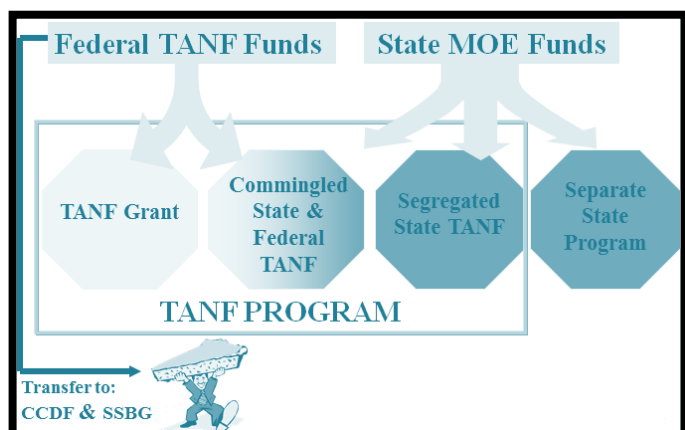 Federal TANF Funds
State MOE Funds
TANF Grant
Commingled
State &
Federal
TANF
Segregated
State TANF
Separate
State
Program
TANF PROGRAM
Transfer to:
CCDF & SSBG